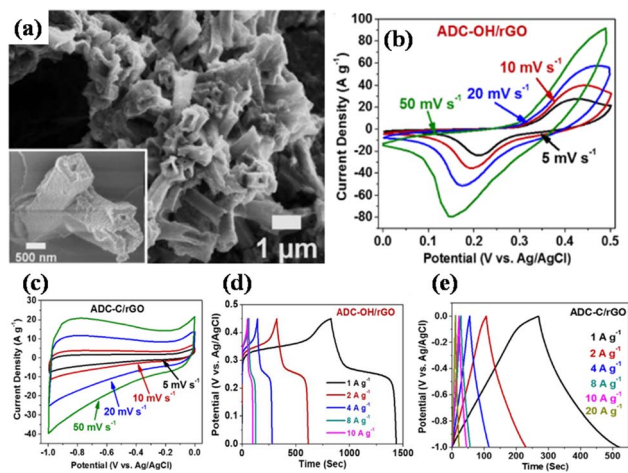 (a)
500 nm
1 µm
(b)
ADC-OH/rGO
10 mV s⁻¹
20 mV s⁻¹
50 mV s⁻¹
5 mV s⁻¹
Current Density (A g⁻¹)
100
80
60
40
20
0
-20
-40
-60
-80
0.0 0.1 0.2 0.3 0.4 0.5
Potential (V vs. Ag/AgCl)
(c)
ADC-C/rGO
5 mV s⁻¹
10 mV s⁻¹
20 mV s⁻¹
50 mV s⁻¹
Current Density (A g⁻¹)
40
30
20
10
0
-10
-20
-30
-40
-1.0 -0.8 -0.6 -0.4 -0.2 0.0
Potential (V vs. Ag/AgCl)
(d)
ADC-OH/rGO
1 A g⁻¹
2 A g⁻¹
4 A g⁻¹
8 A g⁻¹
10 A g⁻¹
Potential (V vs. Ag/AgCl)
0.5
0.4
0.3
0.2
0.1
0.0
0 300 600 900 1200 1500
Time (Sec)
(e)
ADC-C/rGO
1 A g⁻¹
2 A g⁻¹
4 A g⁻¹
8 A g⁻¹
10 A g⁻¹
20 A g⁻¹
Potential (V vs. Ag/AgCl)
0.0
-0.2
-0.4
-0.6
-0.8
-1.0
0 100 200 300 400 500
Time (Sec)